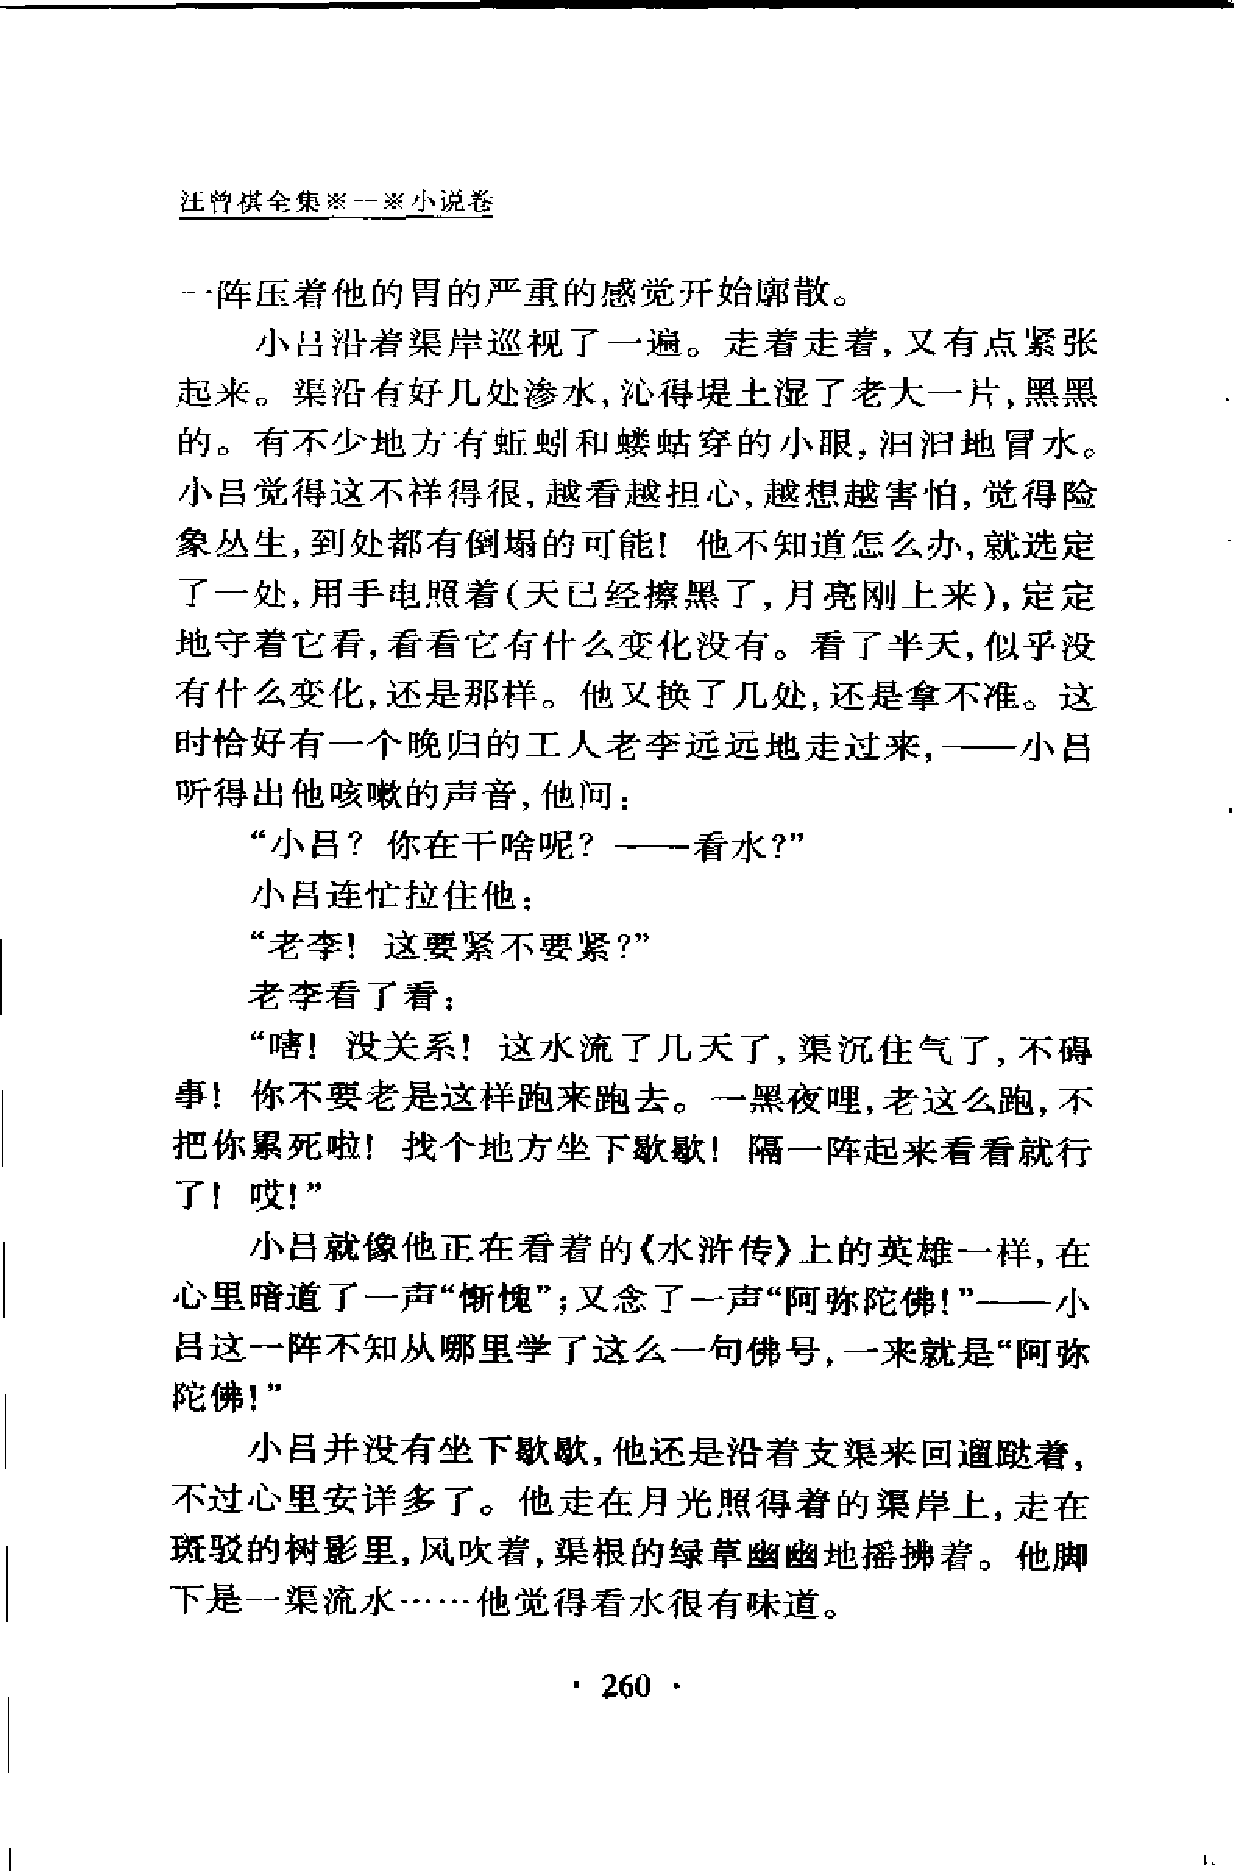 汪曾祺全集※一※小说卷
一阵压着他的胃的严重的感觉开始廓散。
小吕沿着渠岸巡视了一遍。走着走着,又有点紧张
起来。渠沿有好几处渗水,沁得堤土湿了老大一片,黑黑
的。有不少地方有蚯蚓和蝼蛄穿的小眼,汩汩地冒水。
小吕觉得这不祥得很,越看越担心,越想越害怕,觉得险
象丛生,到处都有倒塌的可能!他不知道怎么办,就选定
了一处,用手电照着(天已经擦黑了,月亮刚上来),定定
地守着它看,看看它有什么变化没有。看了半天,似乎没
有什么变化,还是那样。他又换了几处,还是拿不准。这
时恰好有一个晚归的工人老李远远地走过来,——小吕
听得出他咳嗽的声音,他问:
“小吕?你在干啥呢?——看水?”
小吕连忙拉住他:
“老李!这要紧不要紧?”
老李看了看:
“嗐!没关系!这水流了几天了,渠沉住气了,不碍
事!你不要老是这样跑来跑去。一黑夜哩,老这么跑,不
把你累死啦!找个地方坐下歇歇!隔一阵起来看看就行
了!哎!”
小吕就像他正在看着的《水浒传》上的英雄一样,在
心里暗道了一声“惭愧”;又念了一声“阿弥陀佛!”——小
吕这一阵不知从哪里学了这么一句佛号,一来就是“阿弥
陀佛!”
小吕并没有坐下歇歇,他还是沿着支渠来回遛跶着,
不过心里安详多了。他走在月光照得着的渠岸上,走在
斑驳的树影里,风吹着,渠根的绿草幽幽地摇拂着。他脚
下是一渠流水……他觉得看水很有味道。
· 260 ·